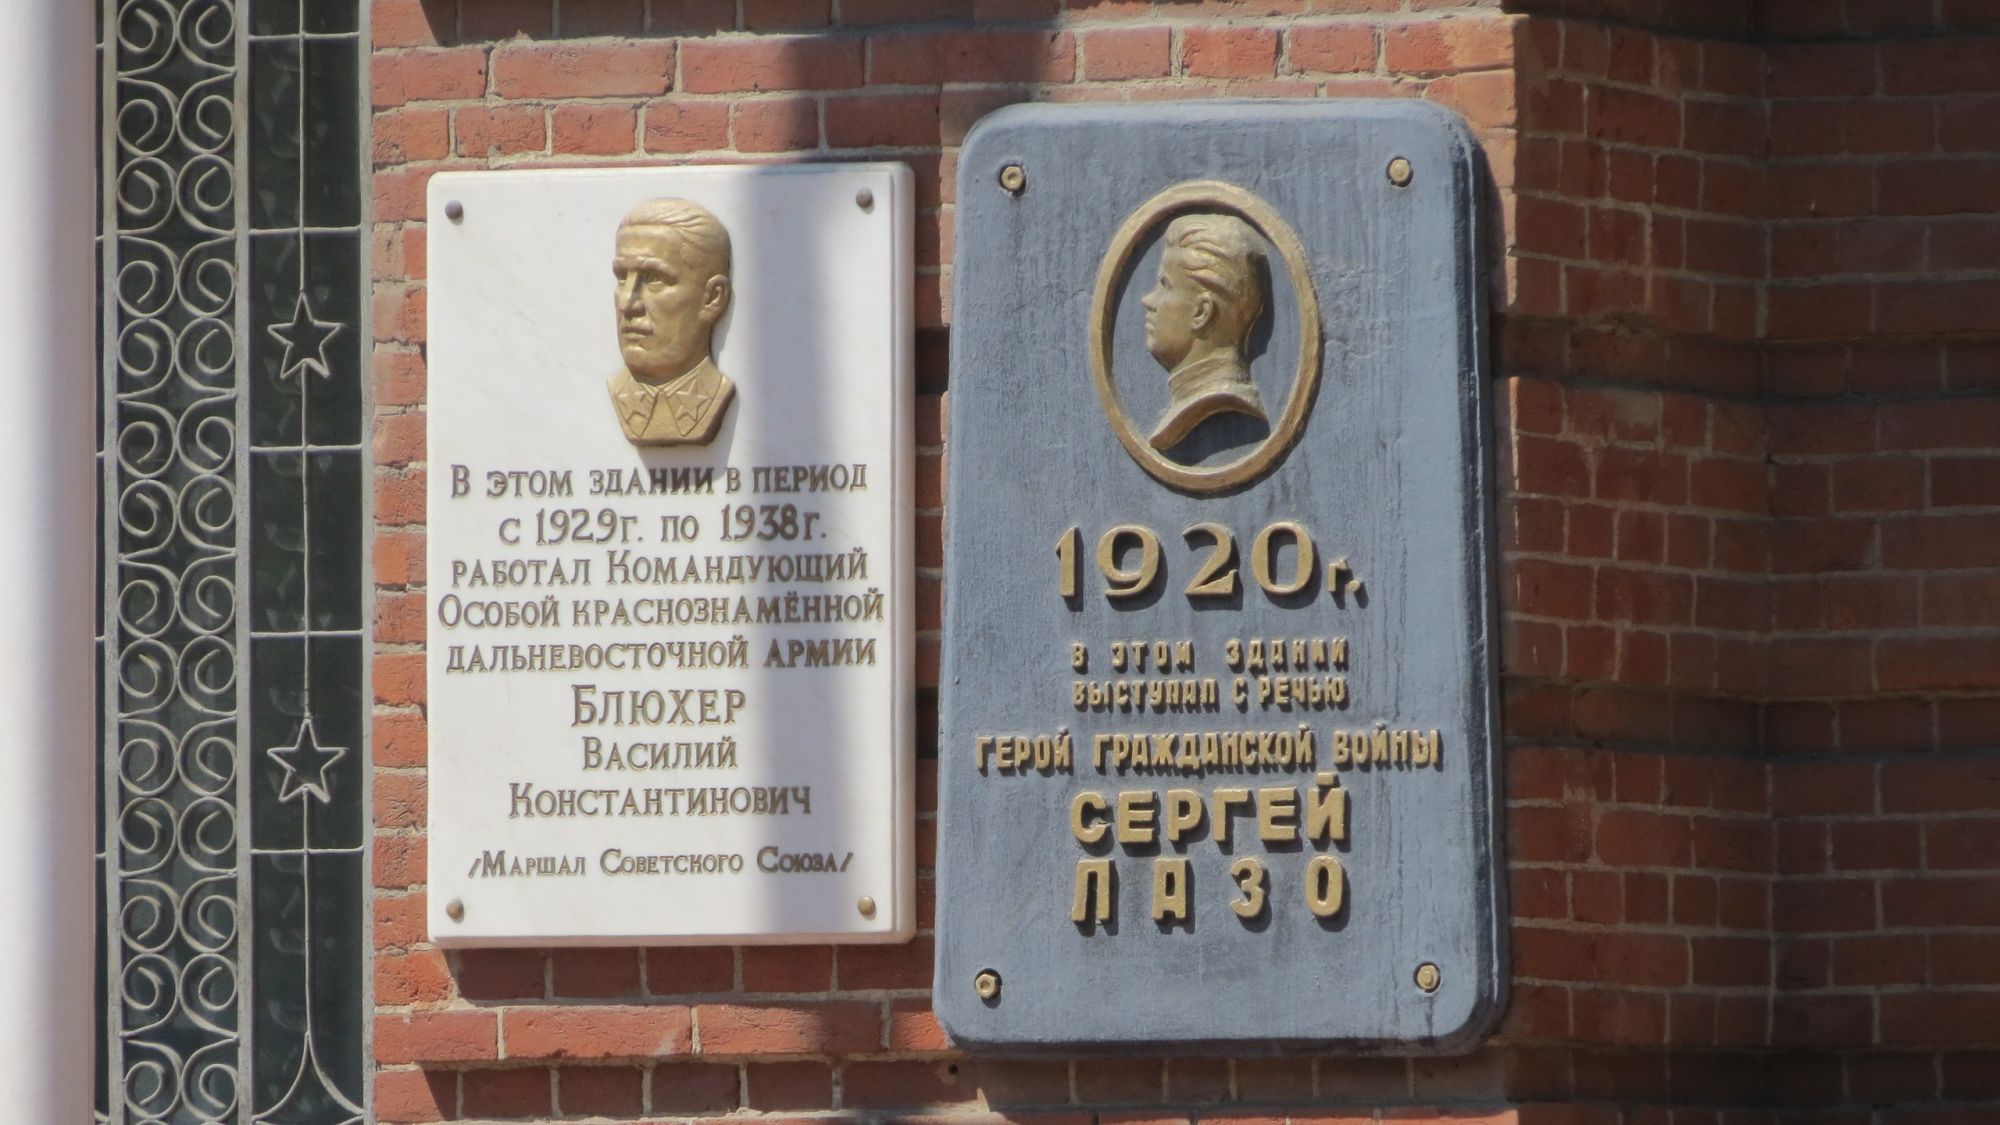 В ЭТОМ ЗДАНИИ В ПЕРИОД
С 1929Г. ПО 1938Г.
РАБОТАЛ КОМАНДУЮЩИЙ
ОСОБОЙ КРАСНОЗНАМЁННОЙ
ДАЛЬНЕВОСТОЧНОЙ АРМИИ
БЛЮХЕР
ВАСИЛИЙ
КОНСТАНТИНОВИЧ
/МАРШАЛ СОВЕТСКОГО СОЮЗА/
1920г.
В ЭТОМ ЗДАНИИ
ВЫСТУПАЛ С РЕЧЬЮ
ГЕРОЙ ГРАЖДАНСКОЙ ВОЙНЫ
СЕРГЕЙ
ЛАЗО